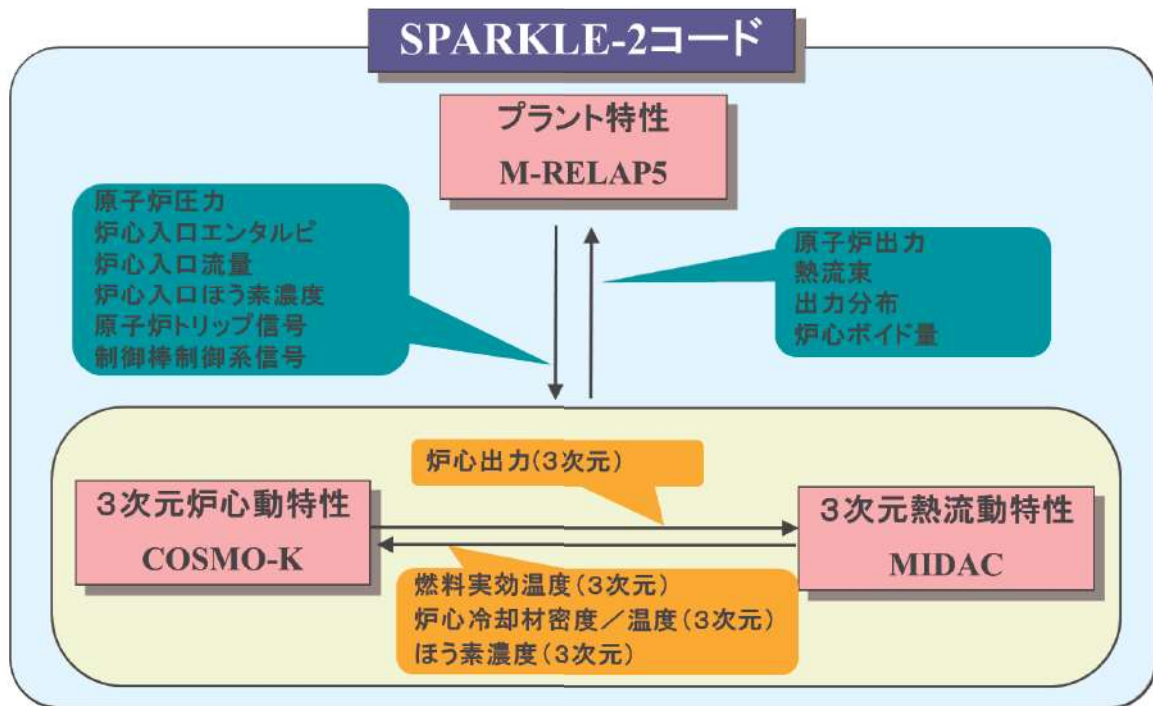 SPARKLE-2コード
プラント特性
M-RELAP5
原子炉圧力
炉心入口エンタルピ
炉心入口流量
炉心入口ほう素濃度
原子炉トリップ信号
制御棒制御系信号
原子炉出力
熱流束
出力分布
炉心ボイド量
炉心出力(3次元)
3次元炉心動特性
COSMO-K
3次元熱流動特性
MIDAC
燃料実効温度(3次元)
炉心冷却材密度/温度(3次元)
ほう素濃度(3次元)